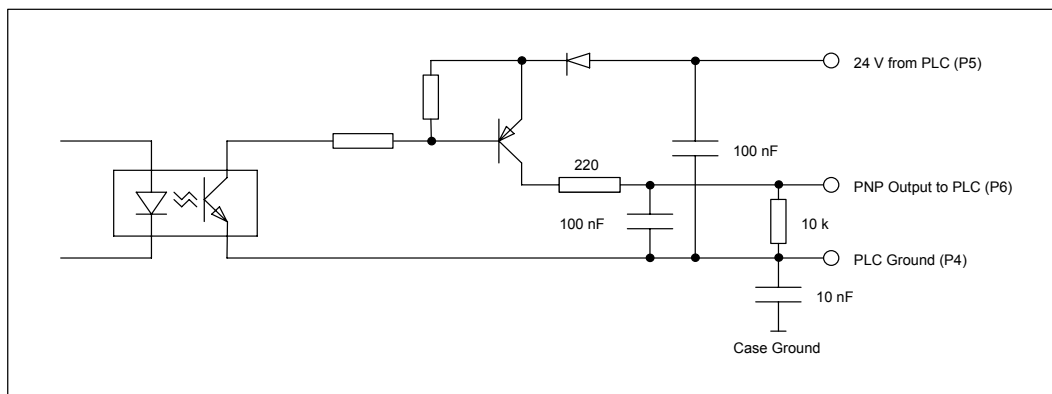 24 V from PLC (P5)
100 nF
220
PNP Output to PLC (P6)
100 nF
10 k
PLC Ground (P4)
10 nF
Case Ground